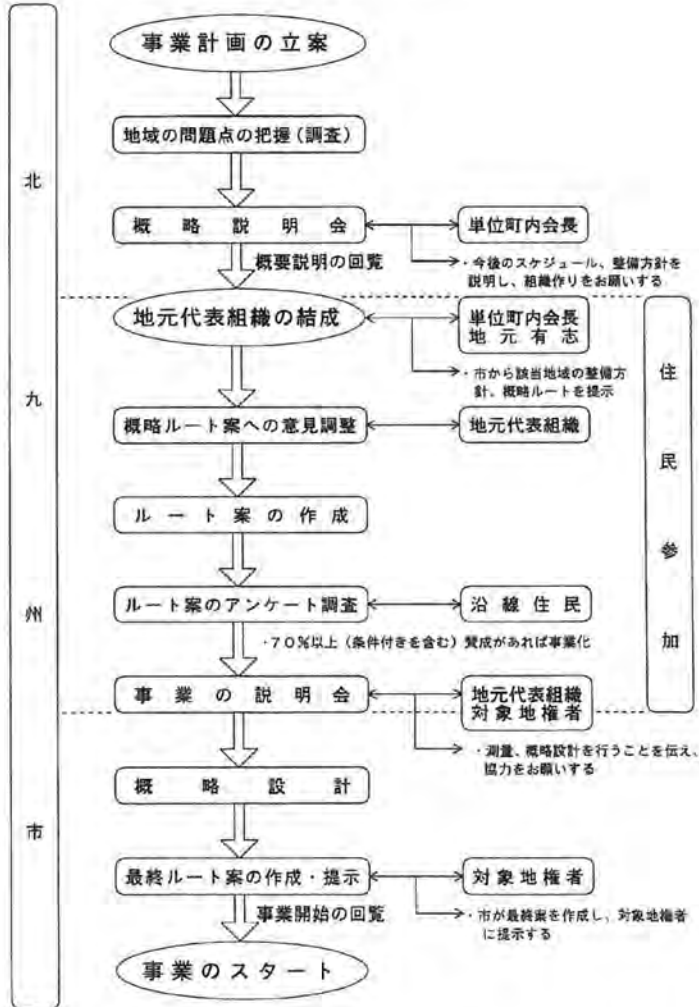 事業計画の立案
地域の問題点の把握（調査）
概略説明会
単位町内会長
概要説明の回覧
・今後のスケジュール、整備方針を
説明し、組織作りをお願いする
地元代表組織の結成
単位町内会長
地元有志
・市から該当地域の整備方
針、概略ルートを提示
概略ルート案への意見調整
地元代表組織
ルート案の作成
ルート案のアンケート調査
沿線住民
・70％以上（条件付きを含む）賛成があれば事業化
事業の説明会
地元代表組織
対象地権者
・測量、概略設計を行うことを伝え、
協力をお願いする
概略設計
最終ルート案の作成・提示
対象地権者
事業開始の回覧
・市が最終案を作成し、対象地権者
に提示する
事業のスタート
北九州市
住民参加